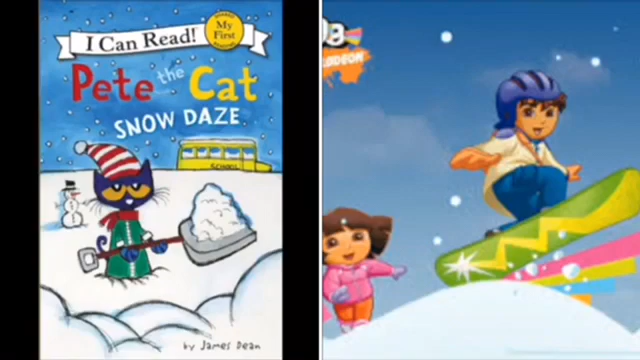 I Can Read!
My
First
Pete the Cat
SNOW DAZE
SCHOOL
by James Dean